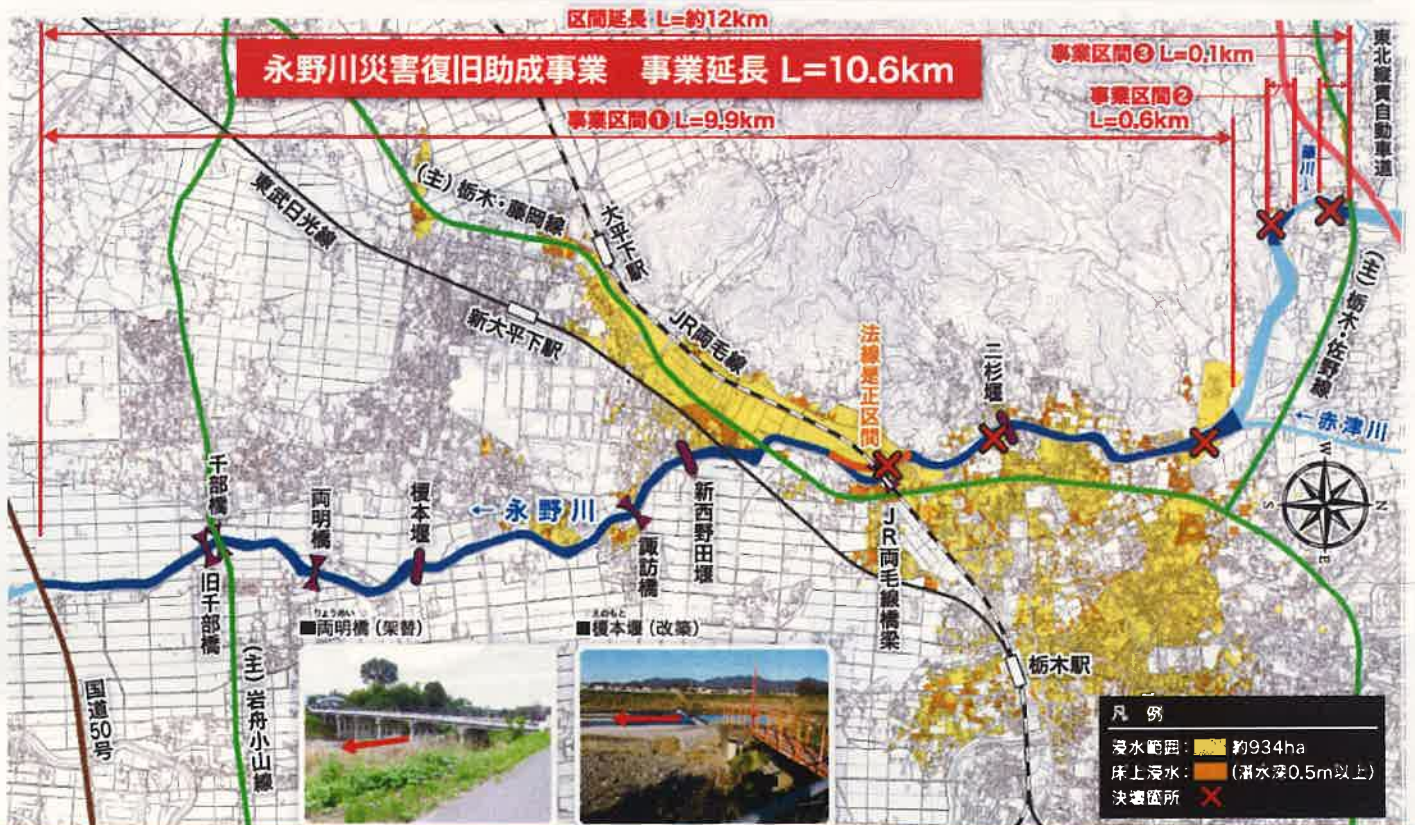 区間延長 L=約12km
永野川災害復旧助成事業 事業延長 L=10.6km
事業区間❶ L=9.9km
事業区間❸ L=0.1km
事業区間❷
L=0.6km
東北縦貫自動車道
藤川→
(主)栃木・藤岡線
大平下駅
東武日光線
新大平下駅
JR両毛線
法線是正区間
二杉堰
(主)栃木・佐野線
←赤津川
W
S
N
E
千部橋
両明橋
榎本堰
←永野川
新西野田堰
諏訪橋
旧千部橋
JR両毛線橋梁
栃木駅
(主)岩舟小山線
国道50号
りょうめい
■両明橋(架替)
えのもと
■榎本堰(改築)
凡 例
浸水範囲: 約934ha
床上浸水: (湛水深0.5m以上)
決壊箇所